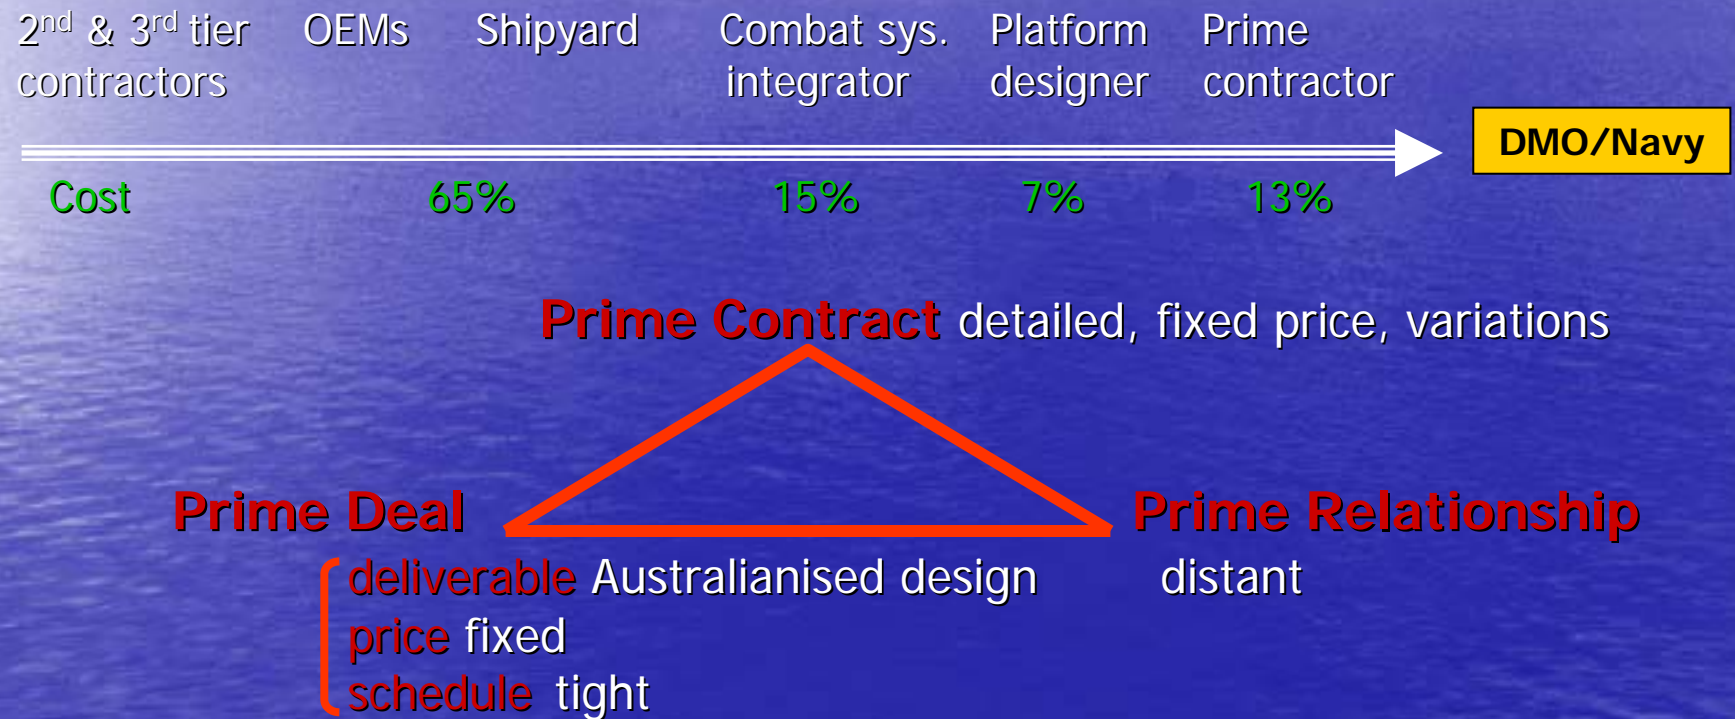 2nd & 3rd tier OEMs Shipyard Combat sys. Platform Prime
contractors integrator designer contractor
DMO/Navy
Cost 65% 15% 7% 13%
Prime Contract detailed, fixed price, variations
Prime Deal Prime Relationship
deliverable Australianised design distant
price fixed
schedule tight